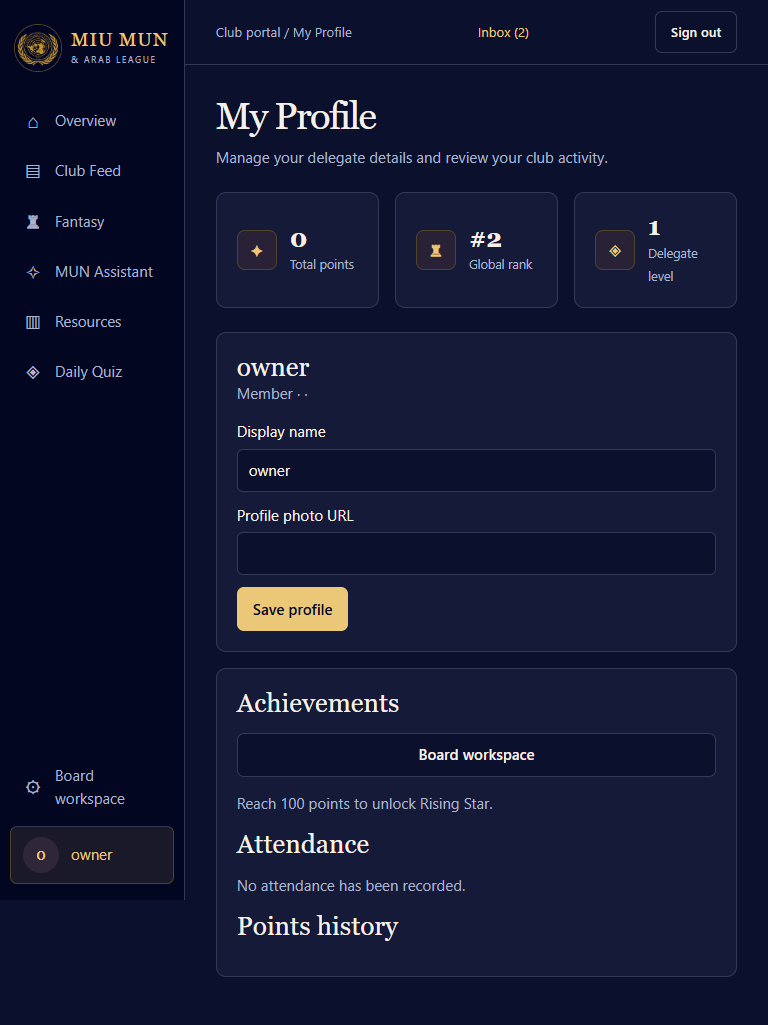 MIU MUN
& ARAB LEAGUE
Overview
Club Feed
Fantasy
MUN Assistant
Resources
Daily Quiz
Board
workspace
O
owner
Club portal / My Profile
Inbox (2)
Sign out
My Profile
Manage your delegate details and review your club activity.
0
Total points
#2
Global rank
1
Delegate
level
owner
Member · ·
Display name
owner
Profile photo URL
Save profile
Achievements
Board workspace
Reach 100 points to unlock Rising Star.
Attendance
No attendance has been recorded.
Points history